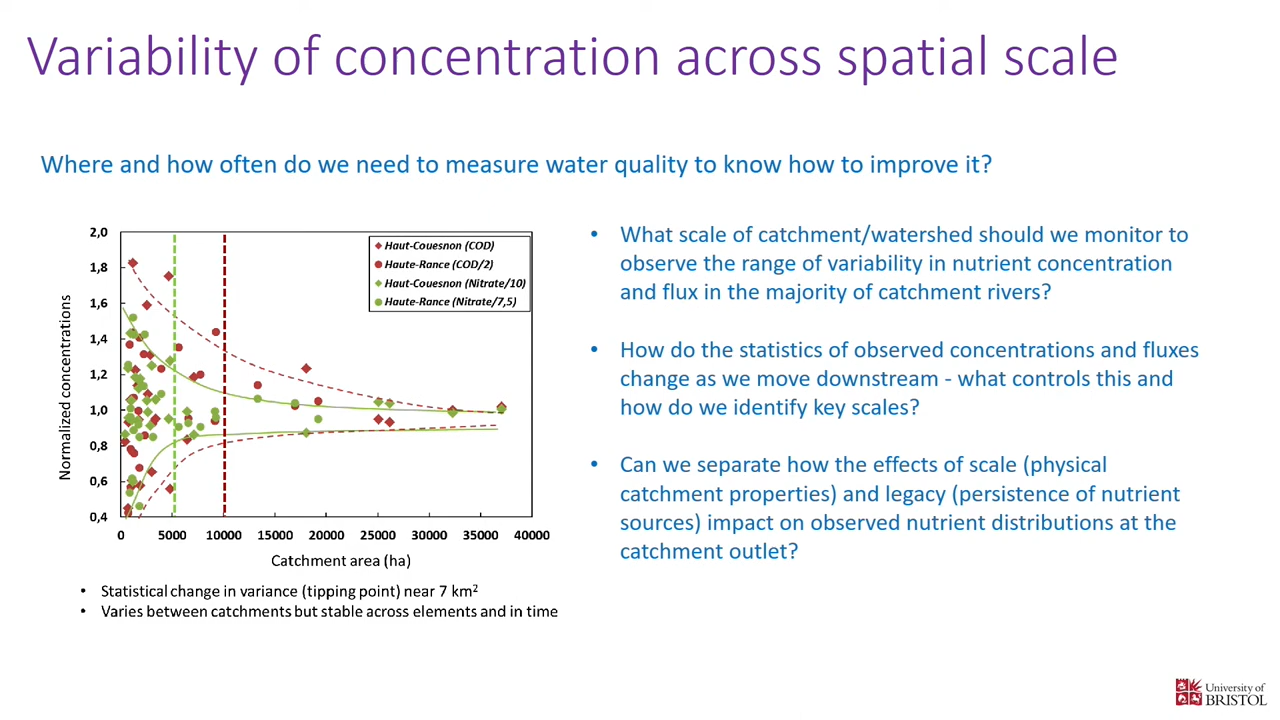 Variability of concentration across spatial scale
Where and how often do we need to measure water quality to know how to improve it?
Normalized concentrations
2,0
1,8
1,6
1,4
1,2
1,0
0,8
0,6
0,4
0 5000 10000 15000 20000 25000 30000 35000 40000
Catchment area (ha)
Haut-Couesnon (COD)
Haute-Rance (COD/2)
Haut-Couesnon (Nitrate/10)
Haute-Rance (Nitrate/7,5)
• Statistical change in variance (tipping point) near 7 km²
• Varies between catchments but stable across elements and in time
• What scale of catchment/watershed should we monitor to
observe the range of variability in nutrient concentration
and flux in the majority of catchment rivers?
• How do the statistics of observed concentrations and fluxes
change as we move downstream - what controls this and
how do we identify key scales?
• Can we separate how the effects of scale (physical
catchment properties) and legacy (persistence of nutrient
sources) impact on observed nutrient distributions at the
catchment outlet?
University of
BRISTOL